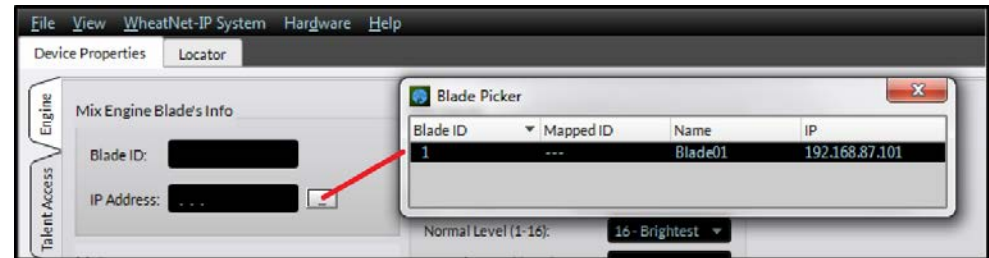 File View WheatNet-IP System Hardware Help
Device Properties Locator
Engine
Talent Access
Mix Engine Blade's Info
Blade ID:
IP Address: . . . ...
Blade Picker
Blade ID Mapped ID Name IP
1 --- Blade01 192.168.87.101
Normal Level (1-16): 16 - Brightest